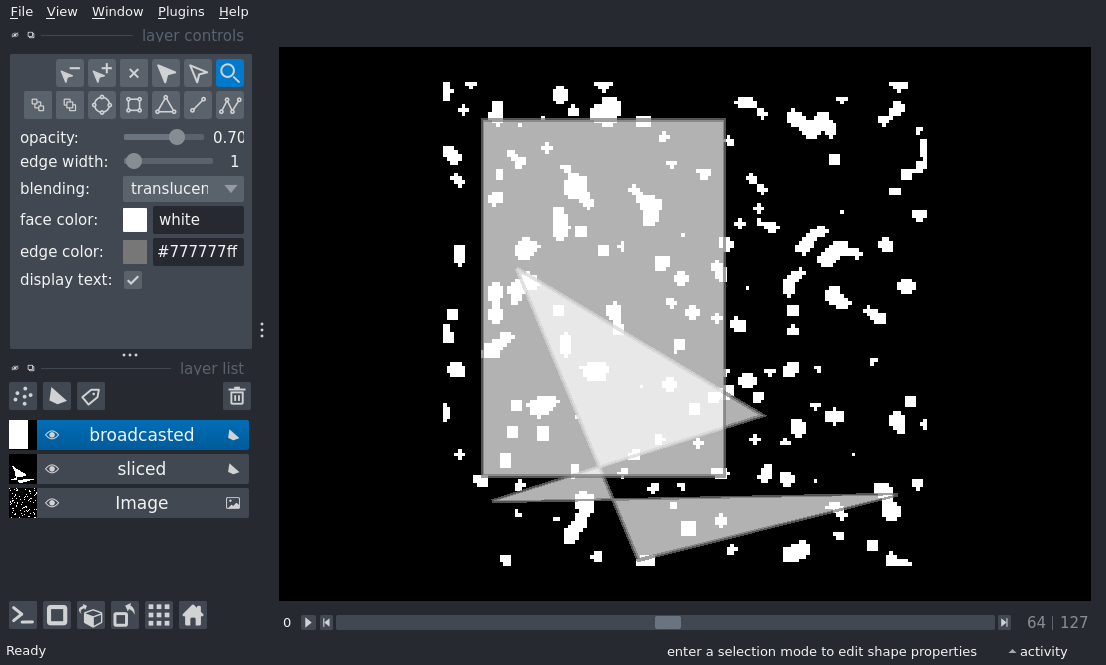 File View Window Plugins Help
layer controls
opacity: 0.70
edge width: 1
blending: translucen
face color: white
edge color: #777777ff
display text:
layer list
broadcasted
sliced
Image
0 64 | 127
Ready enter a selection mode to edit shape properties activity